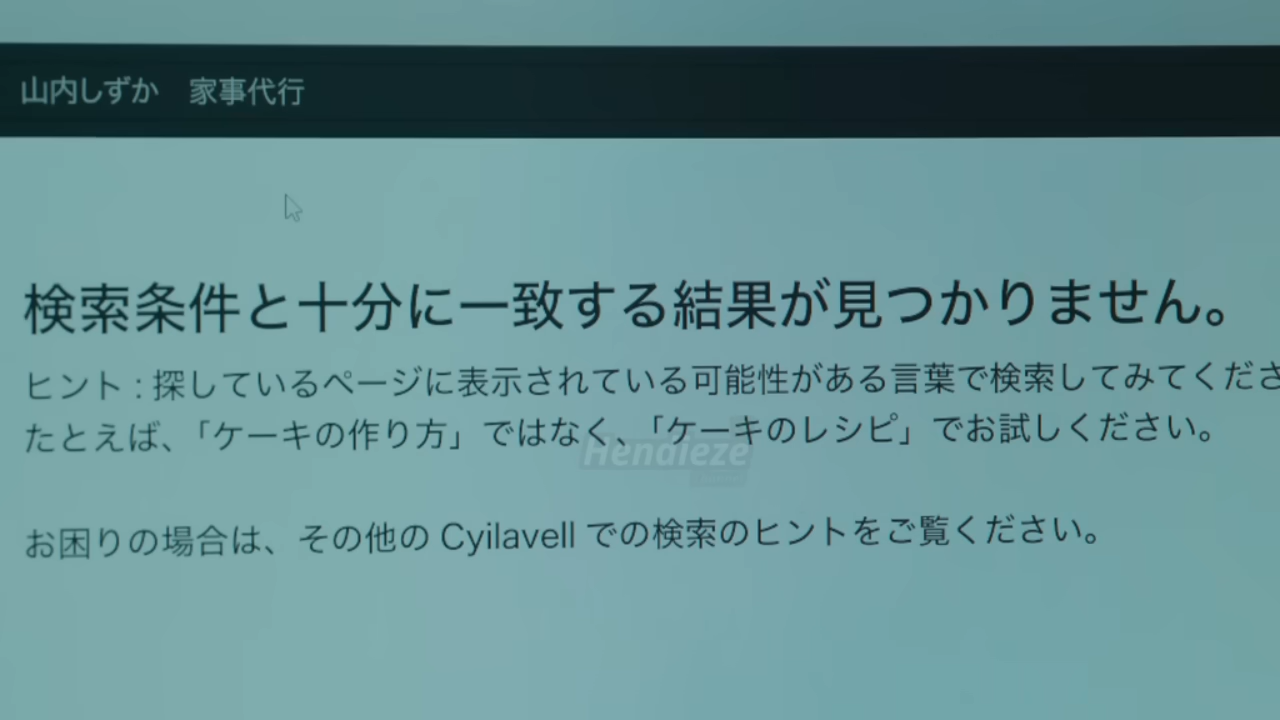 山内しずか 家事代行
検索条件と十分に一致する結果が見つかりません。
ヒント : 探しているページに表示されている可能性がある言葉で検索してみてくださ
たとえば、「ケーキの作り方」ではなく、「ケーキのレシピ」でお試しください。
Hendieze
お困りの場合は、その他の Cyilavell での検索のヒントをご覧ください。